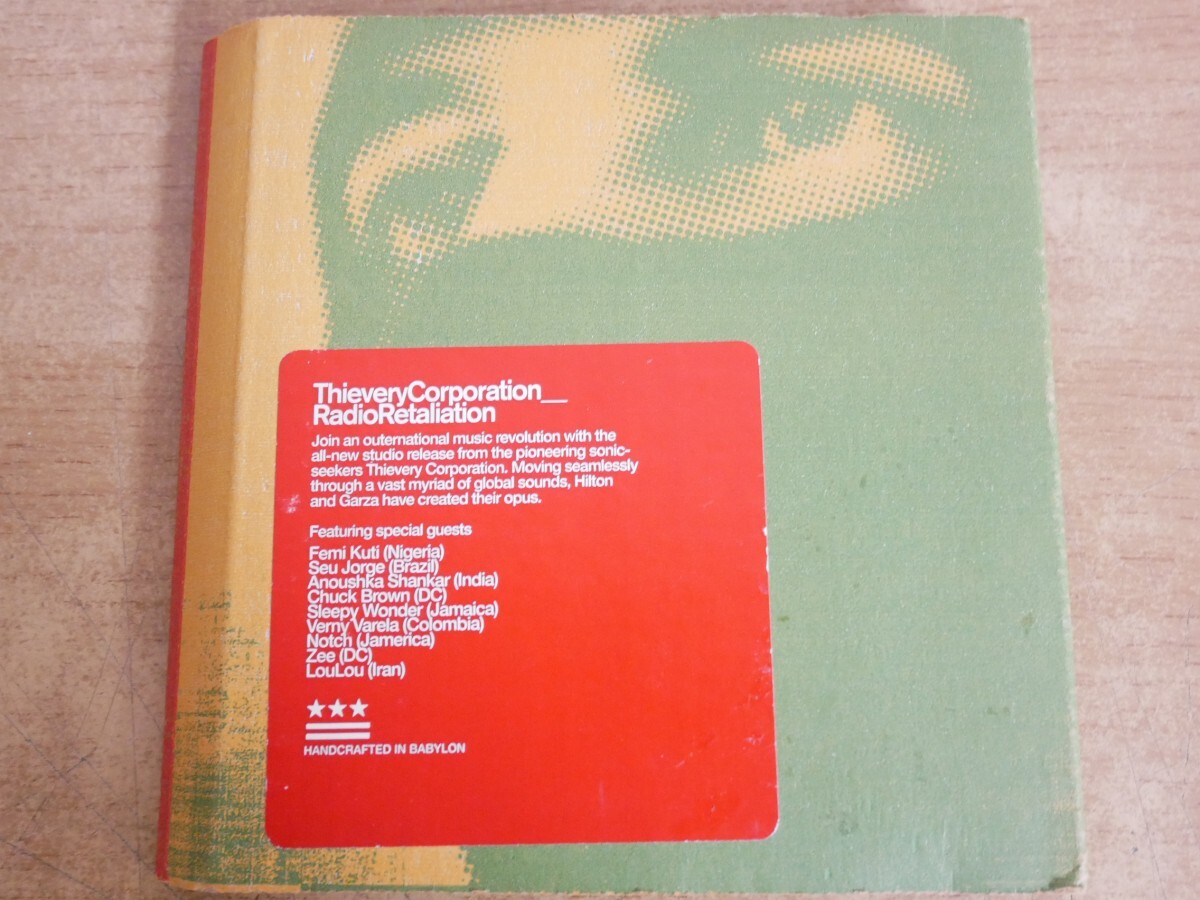 ThieveryCorporation__
RadioRetaliation
Join an outernational music revolution with the
all-new studio release from the pioneering sonic-
seekers Thievery Corporation. Moving seamlessly
through a vast myriad of global sounds, Hilton
and Garza have created their opus.
Featuring special guests
Femi Kuti (Nigeria)
Seu Jorge (Brazil)
Anoushka Shankar (India)
Chuck Brown (DC)
Sleepy Wonder (Jamaica)
Verny Varela (Colombia)
Notch (Jamerica)
Zee (DC)
LouLou (Iran)
HANDCRAFTED IN BABYLON